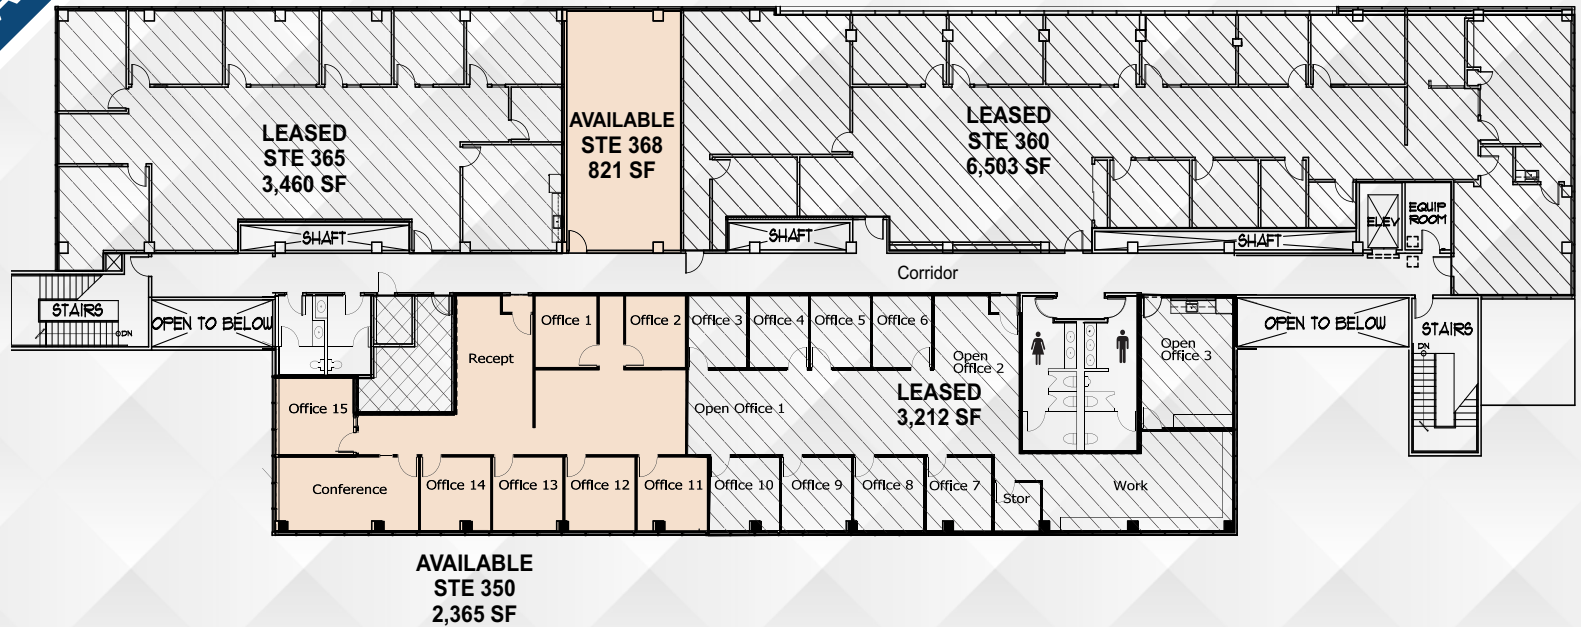 LEASED
STE 365
3,460 SF
AVAILABLE
STE 368
821 SF
LEASED
STE 360
6,503 SF
SHAFT
SHAFT
SHAFT
ELEV
EQUIP
ROOM
Corridor
STAIRS
DN
OPEN TO BELOW
Recept
Office 1
Office 2
Office 3
Office 4
Office 5
Office 6
Open
Office 2
Open
Office 3
OPEN TO BELOW
STAIRS
DN
Office 15
Open Office 1
LEASED
3,212 SF
Conference
Office 14
Office 13
Office 12
Office 11
Office 10
Office 9
Office 8
Office 7
Stor
Work
AVAILABLE
STE 350
2,365 SF